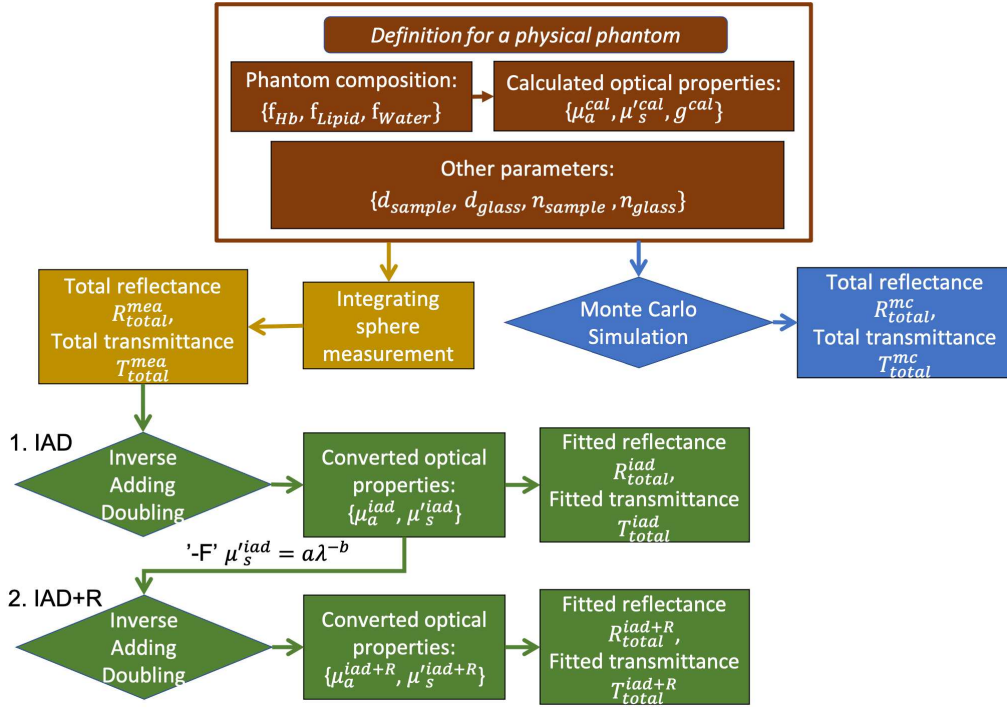 Definition for a physical phantom
Phantom composition:
{f_Hb, f_Lipid, f_Water}
Calculated optical properties:
{μ_a^cal, μ'_s^cal, g^cal}
Other parameters:
{d_sample, d_glass, n_sample ,n_glass}
Total reflectance
R_total^mea,
Total transmittance
T_total^mea
Integrating
sphere
measurement
Monte Carlo
Simulation
Total reflectance
R_total^mc,
Total transmittance
T_total^mc
1. IAD
Inverse
Adding
Doubling
Converted optical
properties:
{μ_a^iad, μ'_s^iad}
Fitted reflectance
R_total^iad,
Fitted transmittance
T_total^iad
'-F' μ'_s^iad = aλ^-b
2. IAD+R
Inverse
Adding
Doubling
Converted optical
properties:
{μ_a^iad+R, μ'_s^iad+R}
Fitted reflectance
R_total^iad+R,
Fitted transmittance
T_total^iad+R